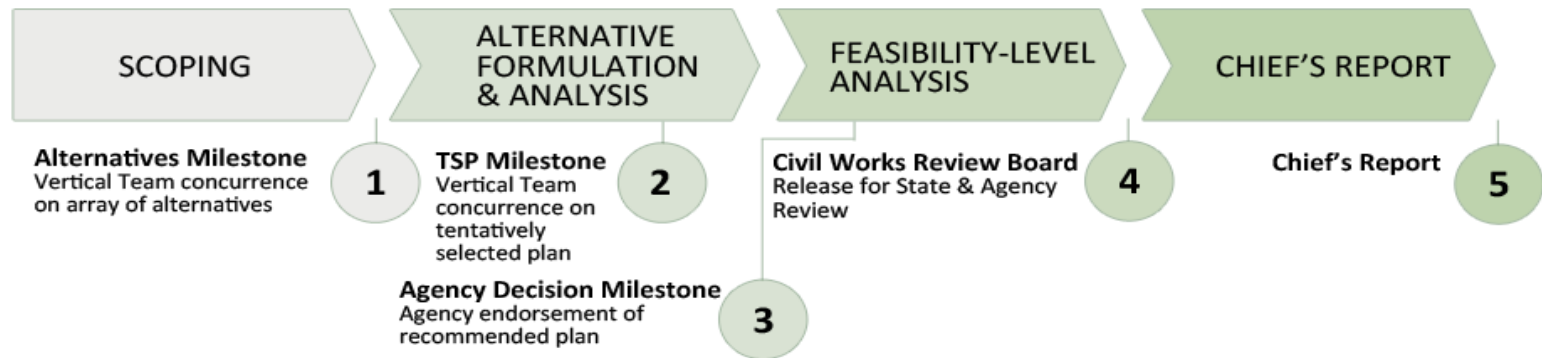 SCOPING
ALTERNATIVE
FORMULATION
& ANALYSIS
FEASIBILITY-LEVEL
ANALYSIS
CHIEF'S REPORT
Alternatives Milestone
Vertical Team concurrence
on array of alternatives
1
TSP Milestone
Vertical Team
concurrence on
tentatively
selected plan
2
Agency Decision Milestone
Agency endorsement of
recommended plan
3
Civil Works Review Board
Release for State & Agency
Review
4
Chief's Report
5